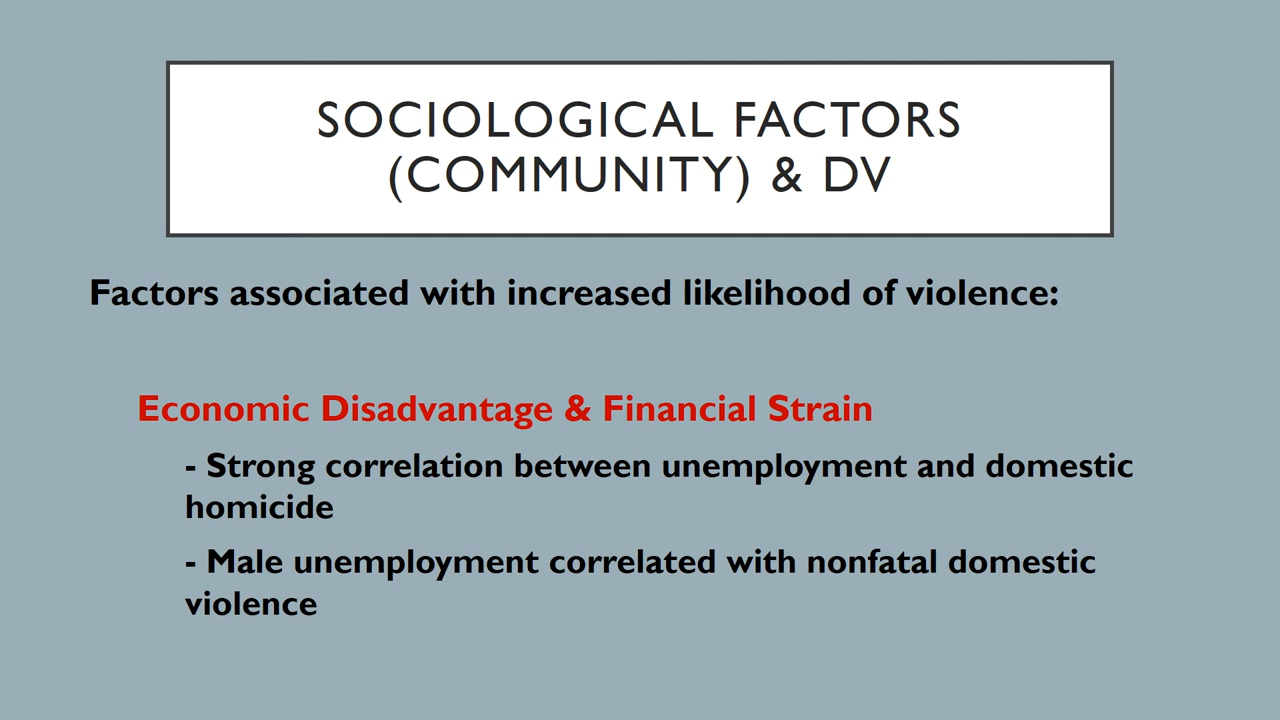 SOCIOLOGICAL FACTORS
(COMMUNITY) & DV
Factors associated with increased likelihood of violence:
Economic Disadvantage & Financial Strain
- Strong correlation between unemployment and domestic
homicide
- Male unemployment correlated with nonfatal domestic
violence